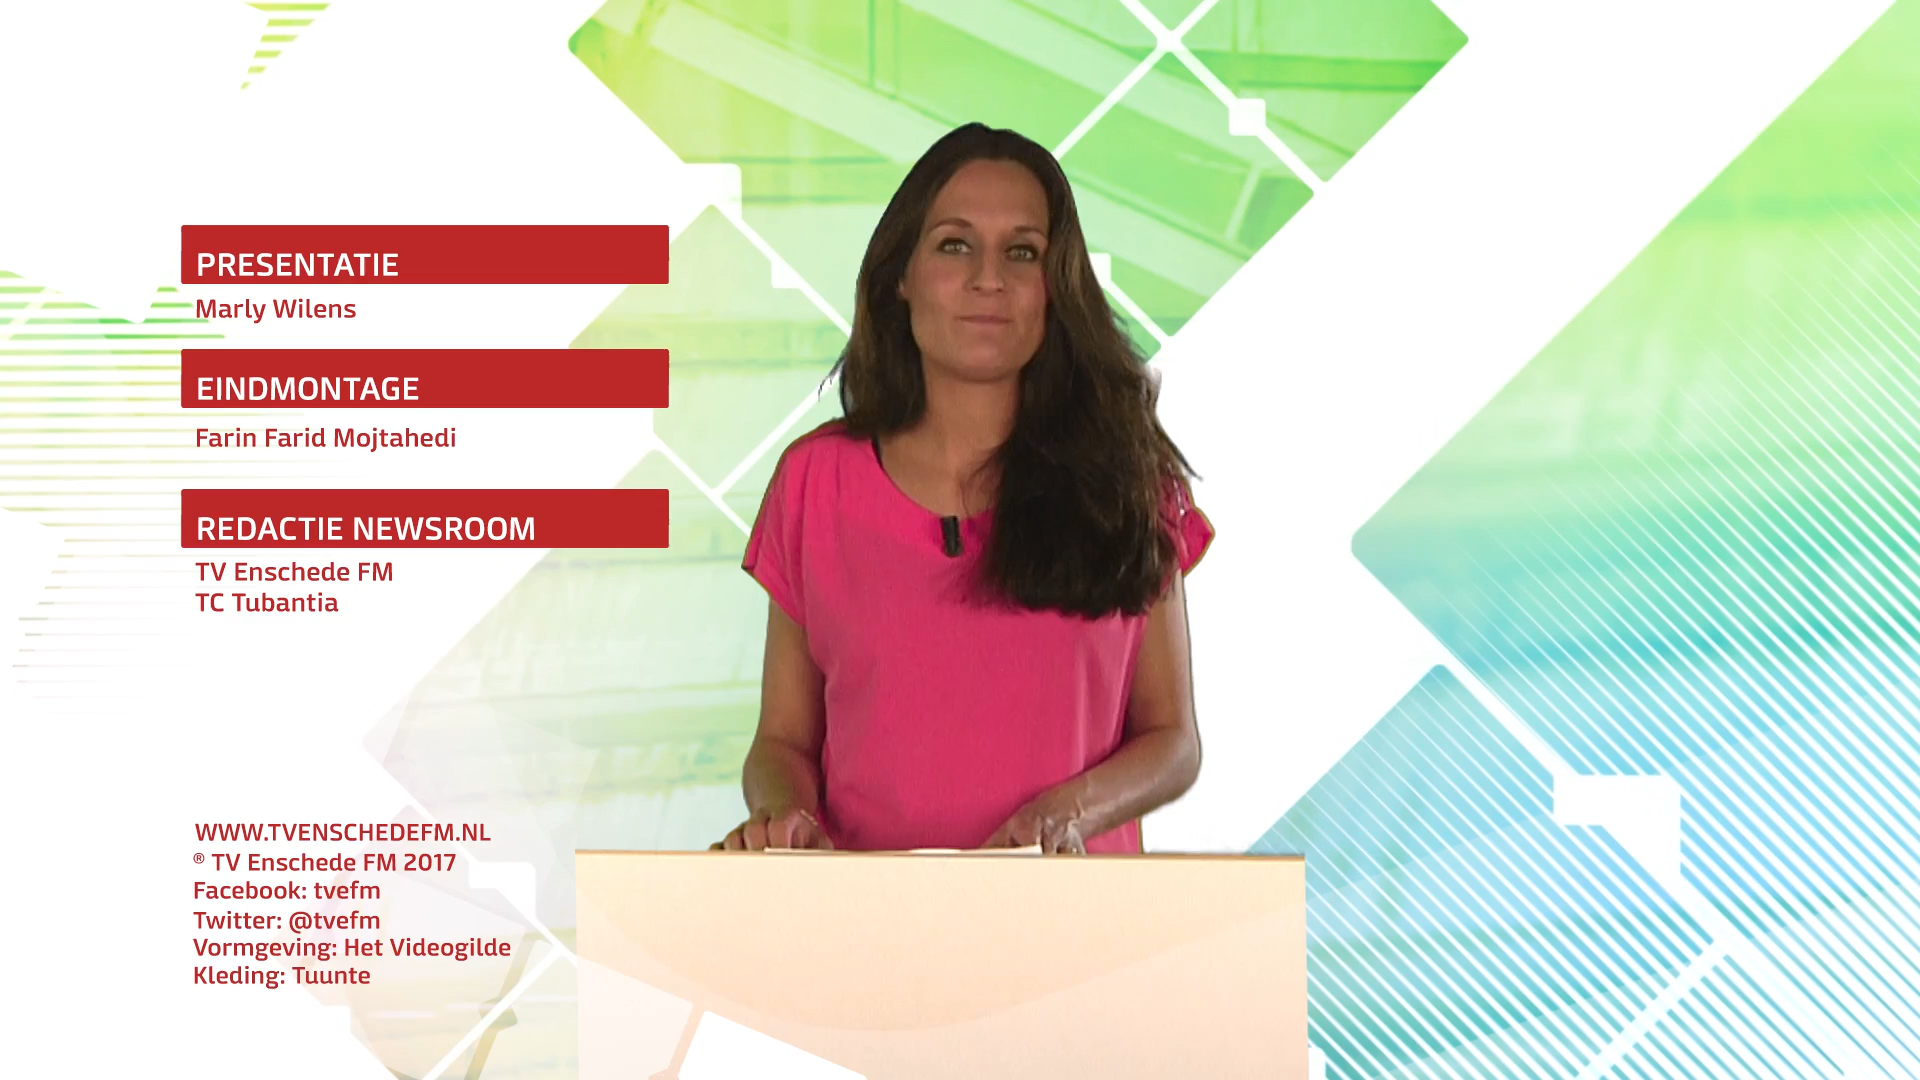 PRESENTATIE
Marly Wilens
EINDMONTAGE
Farin Farid Mojtahedi
REDACTIE NEWSROOM
TV Enschede FM
TC Tubantia
WWW.TVENSCHEDEFM.NL
® TV Enschede FM 2017
Facebook: tvefm
Twitter: @tvefm
Vormgeving: Het Videogilde
Kleding: Tuunte